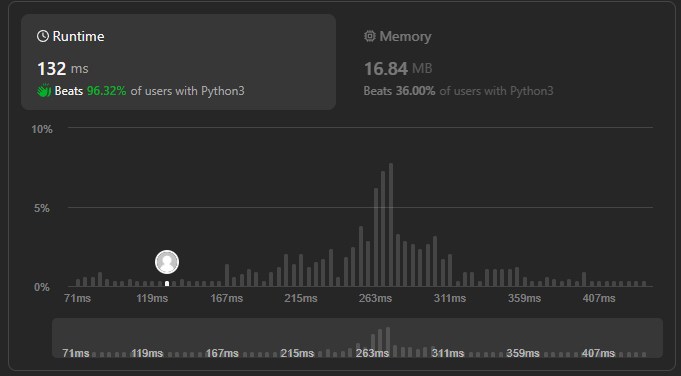 Runtime
132 ms
Beats 96.32% of users with Python3
Memory
16.84 MB
Beats 36.00% of users with Python3
10%
5%
0%
71ms 119ms 167ms 215ms 263ms 311ms 359ms 407ms
71ms 119ms 167ms 215ms 263ms 311ms 359ms 407ms